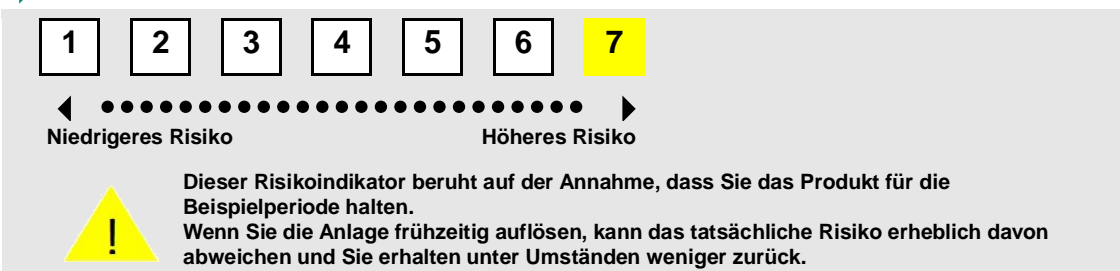 1 2 3 4 5 6 7
Niedrigeres Risiko Höheres Risiko
Dieser Risikoindikator beruht auf der Annahme, dass Sie das Produkt für die
Beispielperiode halten.
! Wenn Sie die Anlage frühzeitig auflösen, kann das tatsächliche Risiko erheblich davon
abweichen und Sie erhalten unter Umständen weniger zurück.